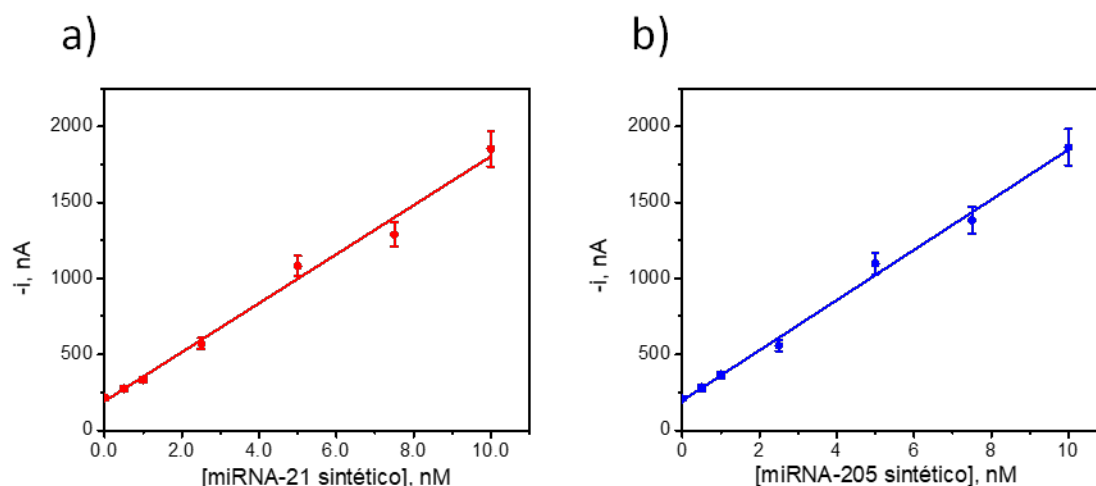 a)
-i, nA
2000
1500
1000
500
0
0.0 2.0 4.0 6.0 8.0 10.0
[miRNA-21 sintético], nM
b)
-i, nA
2000
1500
1000
500
0
0 2 4 6 8 10
[miRNA-205 sintético], nM